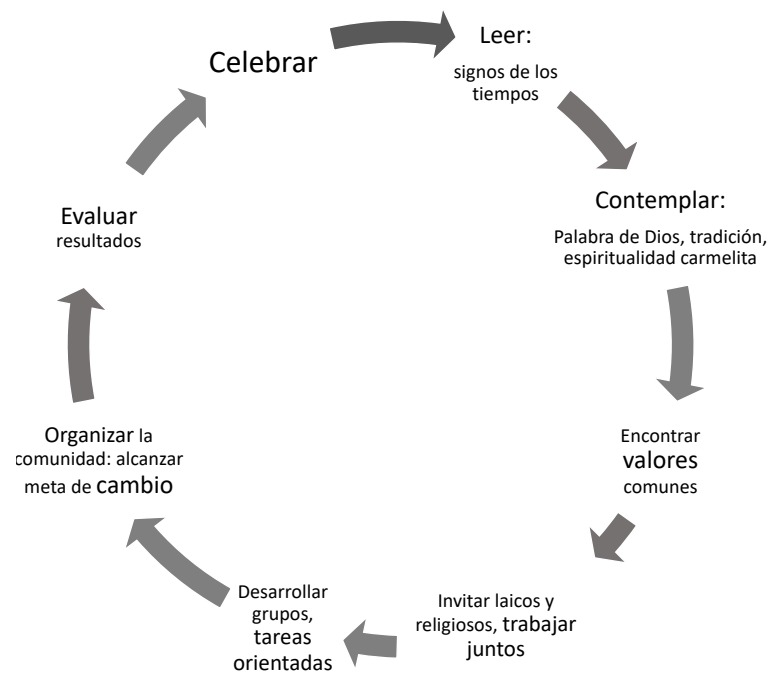 Celebrar
Leer:
signos de los
tiempos
Contemplar:
Palabra de Dios, tradición,
espiritualidad carmelita
Encontrar
valores
comunes
Invitar laicos y
religiosos, trabajar
juntos
Desarrollar
grupos,
tareas
orientadas
Organizar la
comunidad: alcanzar
meta de cambio
Evaluar
resultados